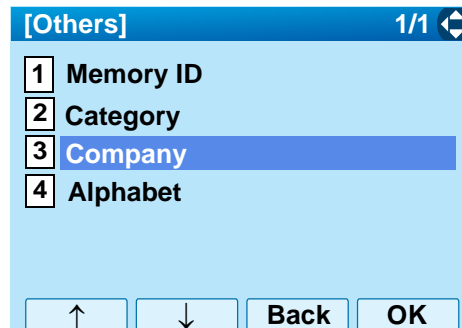 [Others] 1/1
1 Memory ID
2 Category
3 Company
4 Alphabet
↑ ↓ Back OK